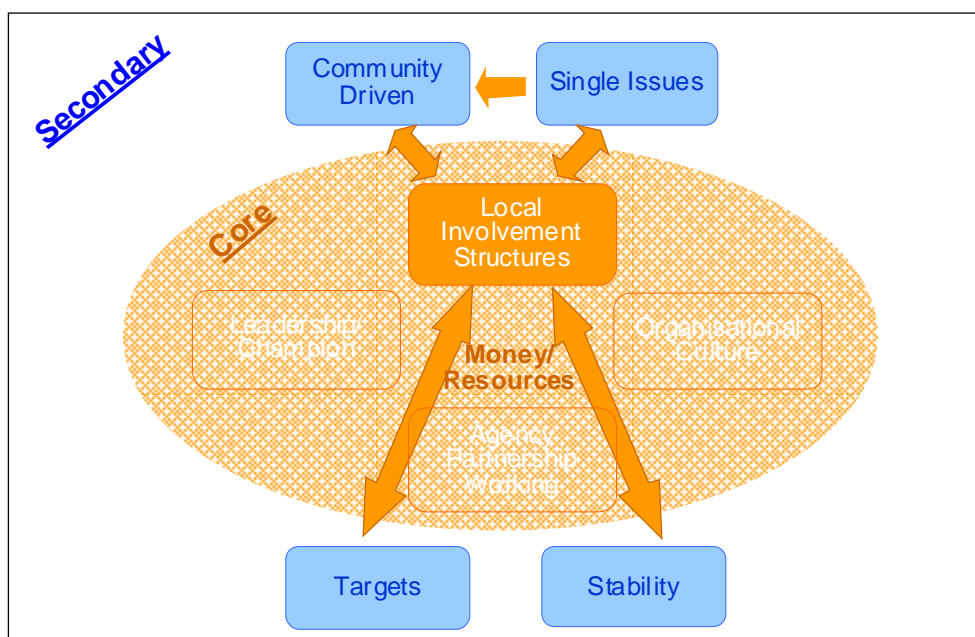 Secondary
Community
Driven
Single Issues
Core
Local
Involvement
Structures
Leadership/
Champion
Organisational
Culture
Money/
Resources
Agency
Partnership
Working
Targets
Stability